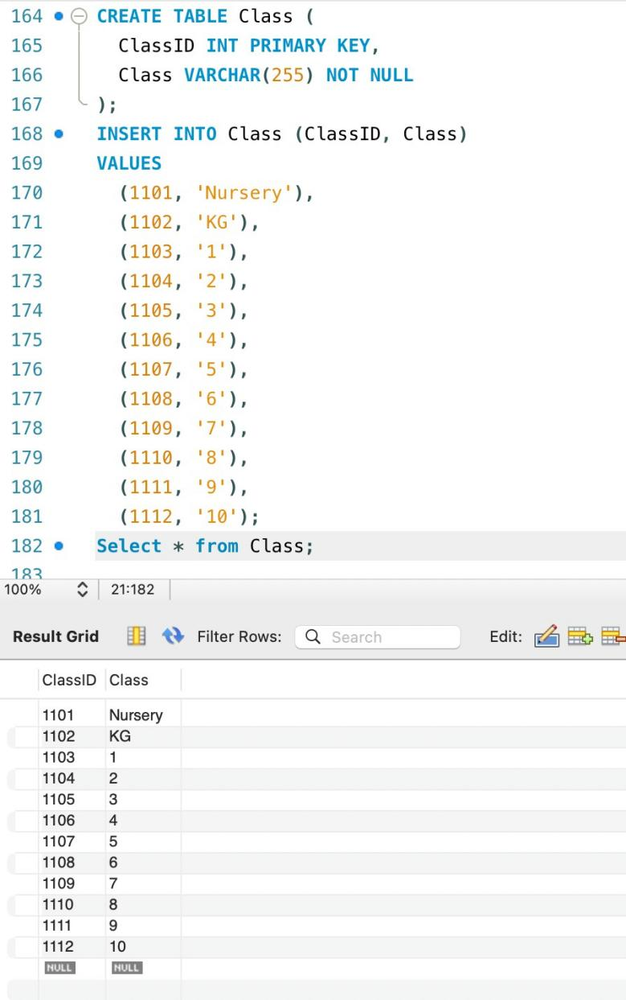 164 CREATE TABLE Class (
165 ClassID INT PRIMARY KEY,
166 Class VARCHAR(255) NOT NULL
167 );
168 INSERT INTO Class (ClassID, Class)
169 VALUES
170 (1101, 'Nursery'),
171 (1102, 'KG'),
172 (1103, '1'),
173 (1104, '2'),
174 (1105, '3'),
175 (1106, '4'),
176 (1107, '5'),
177 (1108, '6'),
178 (1109, '7'),
179 (1110, '8'),
180 (1111, '9'),
181 (1112, '10');
182 Select * from Class;
183
100% 21:182
Result Grid Filter Rows: Search Edit:
ClassID Class
1101 Nursery
1102 KG
1103 1
1104 2
1105 3
1106 4
1107 5
1108 6
1109 7
1110 8
1111 9
1112 10
NULL NULL